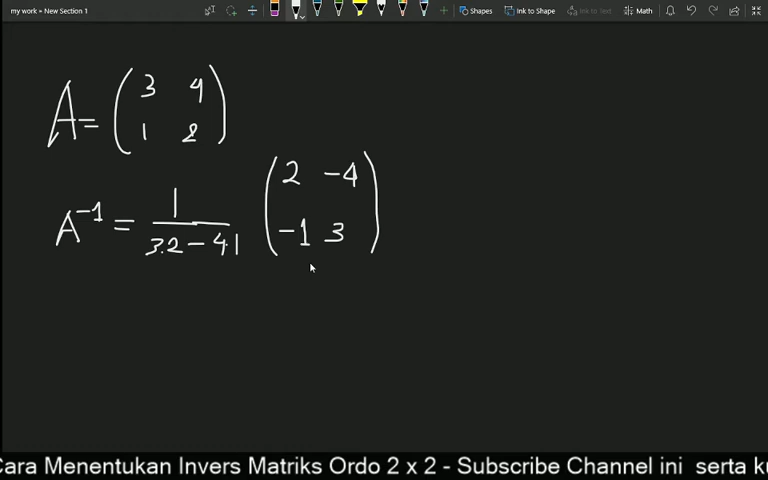 my work » New Section 1
Shapes Ink to Shape Ink to Text Math
A = ( 3 4
1 2 )
A⁻¹ = 1 / (3.2 − 4.1) ( 2 −4
−1 3 )
Cara Menentukan Invers Matriks Ordo 2 x 2 - Subscribe Channel ini serta ku